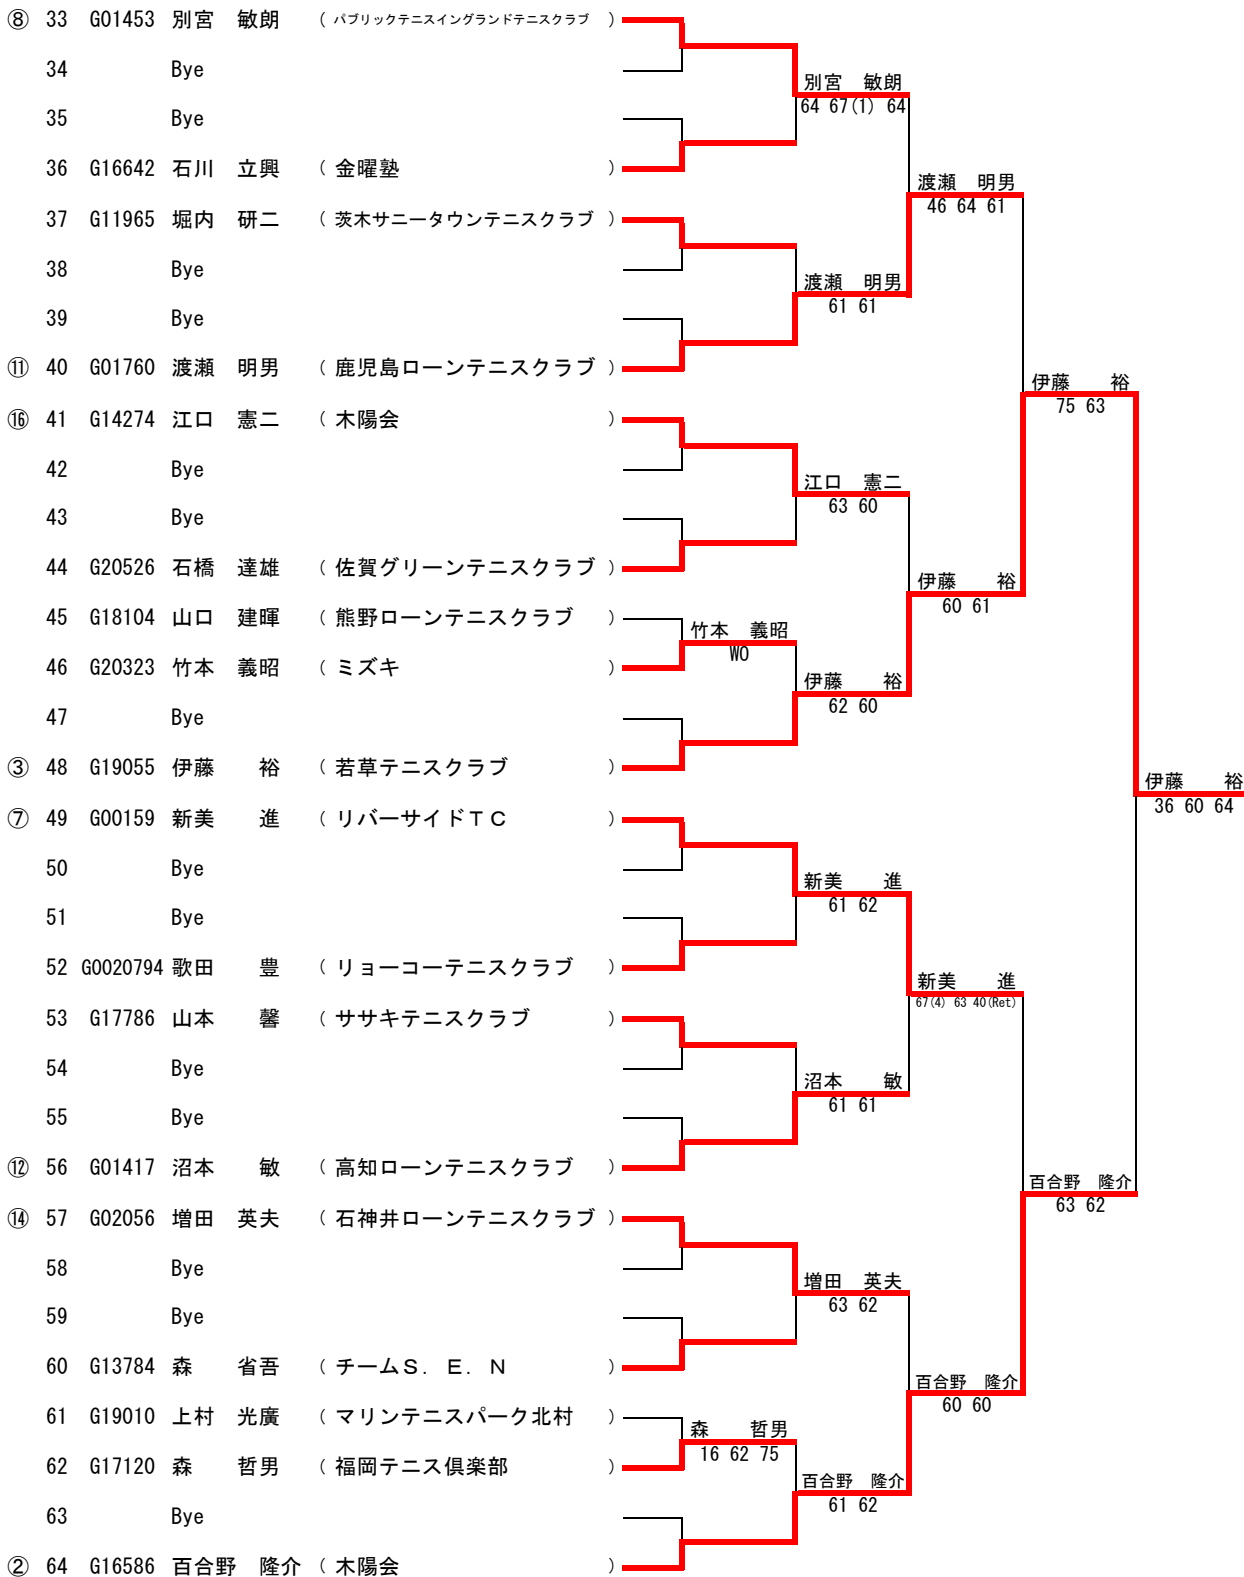 ⑧ 33 G01453 別宮　敏朗 （ パブリックテニスイングランドテニスクラブ ）
34 Bye
別宮　敏朗
64 67(1) 64
35 Bye
36 G16642 石川　立興 （ 金曜塾 ）
渡瀬　明男
46 64 61
37 G11965 堀内　研二 （ 茨木サニータウンテニスクラブ ）
38 Bye
渡瀬　明男
61 61
39 Bye
⑪ 40 G01760 渡瀬　明男 （ 鹿児島ローンテニスクラブ ）
伊藤　　裕
75 63
⑯ 41 G14274 江口　憲二 （ 木陽会 ）
42 Bye
江口　憲二
63 60
43 Bye
44 G20526 石橋　達雄 （ 佐賀グリーンテニスクラブ ）
伊藤　　裕
60 61
45 G18104 山口　建暉 （ 熊野ローンテニスクラブ ）
竹本　義昭
WO
46 G20323 竹本　義昭 （ ミズキ ）
伊藤　　裕
62 60
47 Bye
③ 48 G19055 伊藤　　裕 （ 若草テニスクラブ ）
伊藤　　裕
36 60 64
⑦ 49 G00159 新美　　進 （ リバーサイドＴＣ ）
50 Bye
新美　　進
61 62
51 Bye
52 G0020794 歌田　　豊 （ リョーコーテニスクラブ ）
新美　　進
67(4) 63 40(Ret)
53 G17786 山本　　馨 （ ササキテニスクラブ ）
54 Bye
沼本　　敏
61 61
55 Bye
⑫ 56 G01417 沼本　　敏 （ 高知ローンテニスクラブ ）
百合野　隆介
63 62
⑭ 57 G02056 増田　英夫 （ 石神井ローンテニスクラブ ）
58 Bye
増田　英夫
63 62
59 Bye
60 G13784 森　　省吾 （ チームＳ．Ｅ．Ｎ ）
百合野　隆介
60 60
61 G19010 上村　光廣 （ マリンテニスパーク北村 ）
森　　哲男
16 62 75
62 G17120 森　　哲男 （ 福岡テニス倶楽部 ）
百合野　隆介
61 62
63 Bye
② 64 G16586 百合野　隆介 （ 木陽会 ）